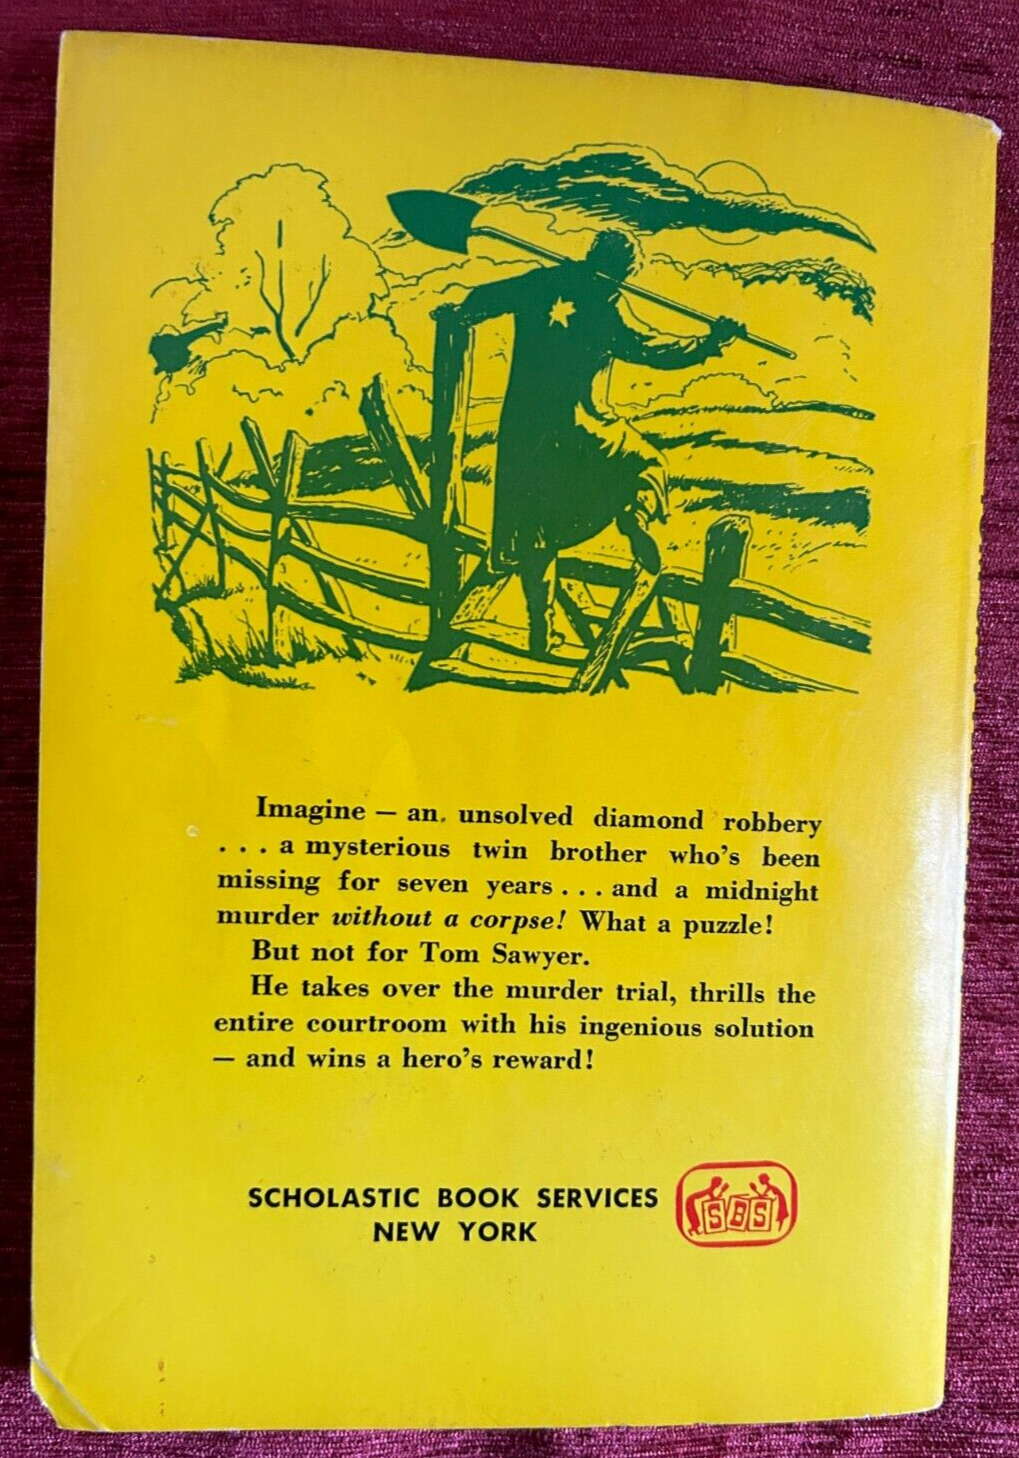 Imagine — an unsolved diamond robbery
. . . a mysterious twin brother who's been
missing for seven years . . . and a midnight
murder without a corpse! What a puzzle!
But not for Tom Sawyer.
He takes over the murder trial, thrills the
entire courtroom with his ingenious solution
— and wins a hero's reward!
SCHOLASTIC BOOK SERVICES
NEW YORK
SBS